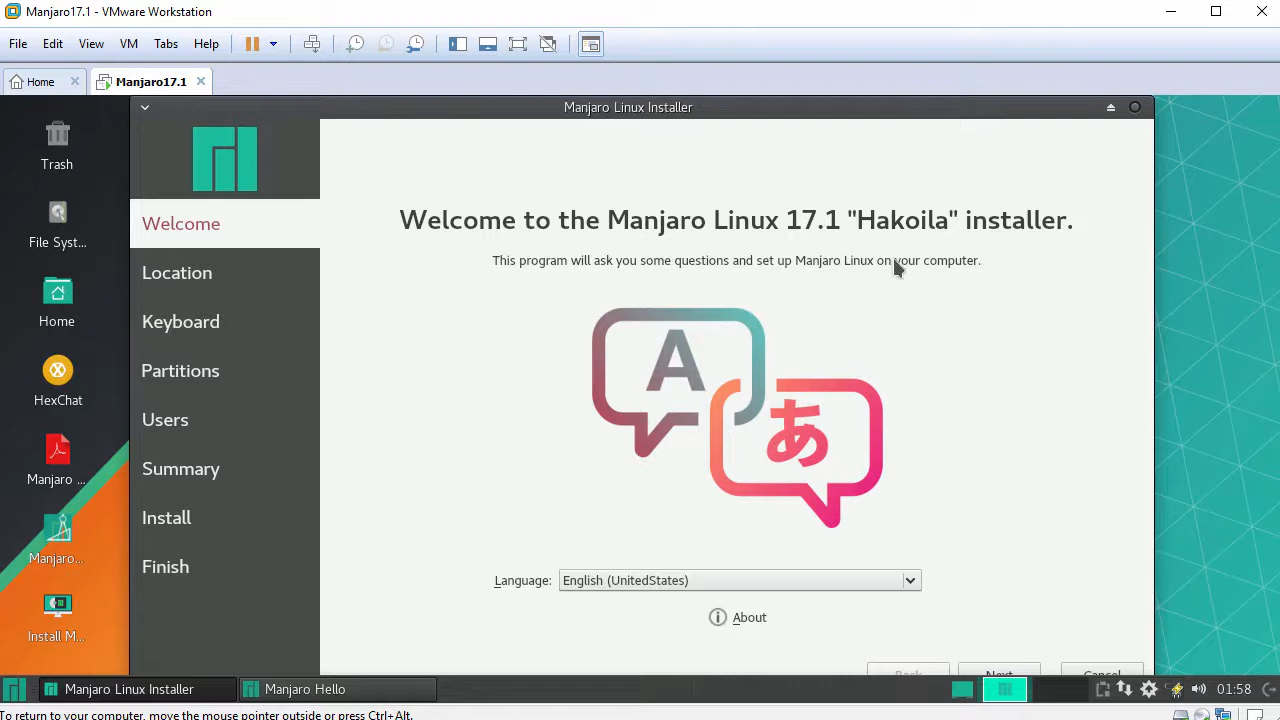 Manjaro17.1 - VMware Workstation
File Edit View VM Tabs Help
Home Manjaro17.1
Manjaro Linux Installer
Trash
File Syst...
Home
HexChat
Manjaro ...
Manjaro...
Install M...
Welcome
Location
Keyboard
Partitions
Users
Summary
Install
Finish
Welcome to the Manjaro Linux 17.1 "Hakoila" installer.
This program will ask you some questions and set up Manjaro Linux on your computer.
A
あ
Language: English (UnitedStates)
About
Back Next Cancel
Manjaro Linux Installer Manjaro Hello 01:58
To return to your computer, move the mouse pointer outside or press Ctrl+Alt.